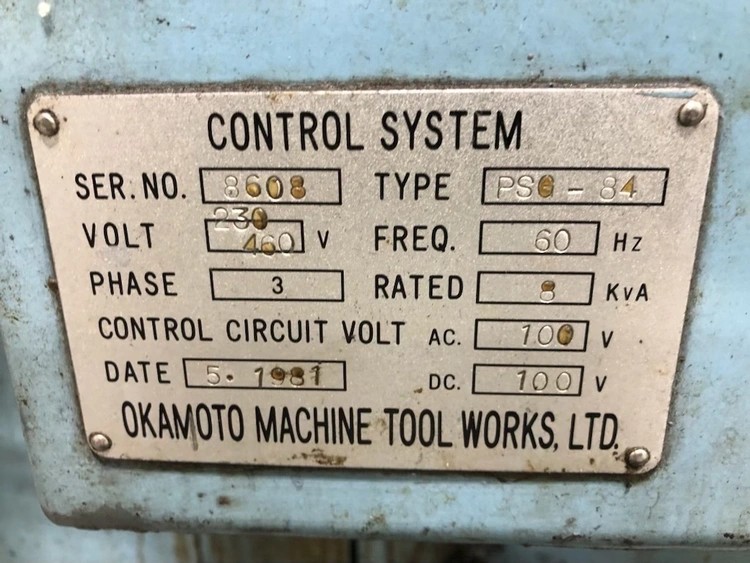 CONTROL SYSTEM
SER. NO. 8608 TYPE PSG - 84
VOLT 230 460 V FREQ. 60 Hz
PHASE 3 RATED 8 KVA
CONTROL CIRCUIT VOLT AC. 100 V
DATE 5. 1981 DC. 100 V
OKAMOTO MACHINE TOOL WORKS, LTD.